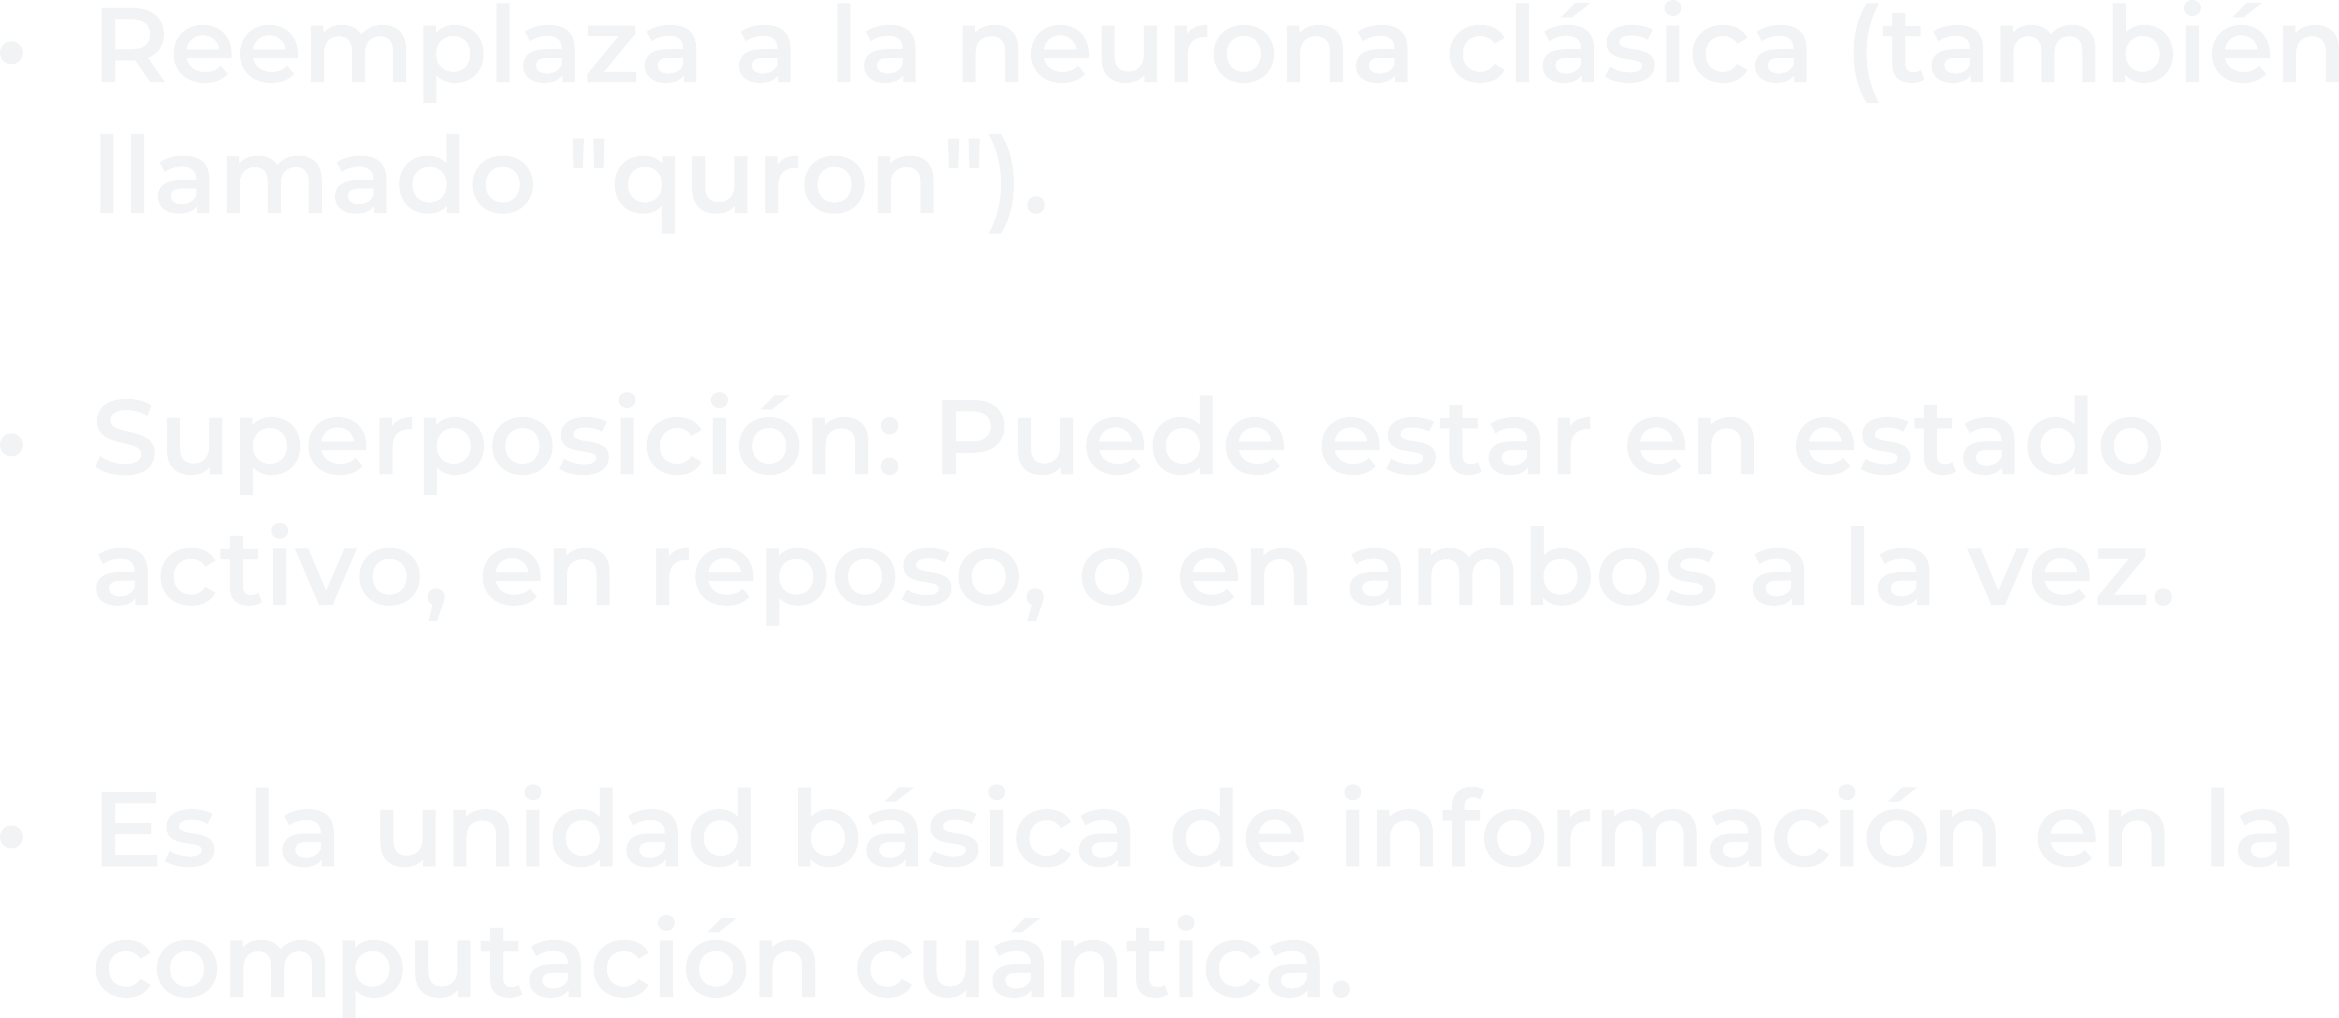 • Reemplaza a la neurona clásica (también
llamado "quron").
• Superposición: Puede estar en estado
activo, en reposo, o en ambos a la vez.
• Es la unidad básica de información en la
computación cuántica.